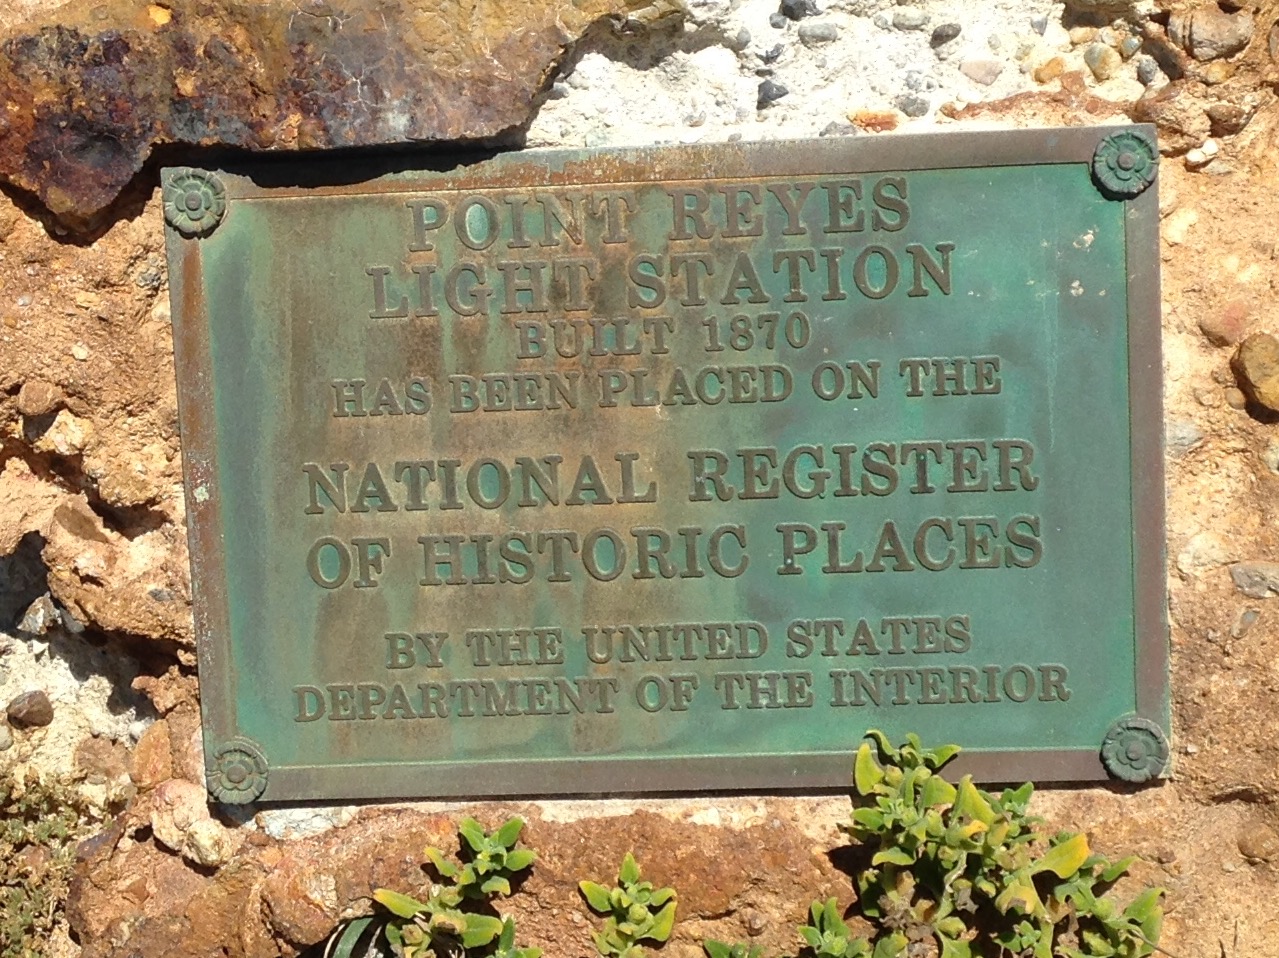 POINT REYES
LIGHT STATION
BUILT 1870
HAS BEEN PLACED ON THE
NATIONAL REGISTER
OF HISTORIC PLACES
BY THE UNITED STATES
DEPARTMENT OF THE INTERIOR